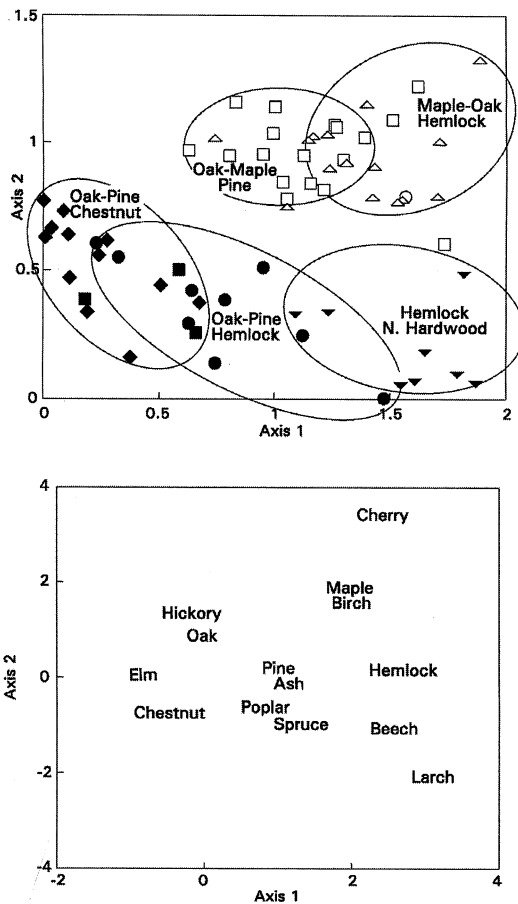 1.5
Maple-Oak
Hemlock
1
Oak-Maple
Pine
Axis 2
Oak-Pine
Chestnut
0.5
Oak-Pine
Hemlock
Hemlock
N. Hardwood
0
0 0.5 1 1.5 2
Axis 1
4
Cherry
2
Maple
Birch
Hickory
Oak
Axis 2
0
Elm
Pine
Ash
Hemlock
Chestnut
Poplar
Spruce
Beech
-2
Larch
-4
-2 0 2 4
Axis 1